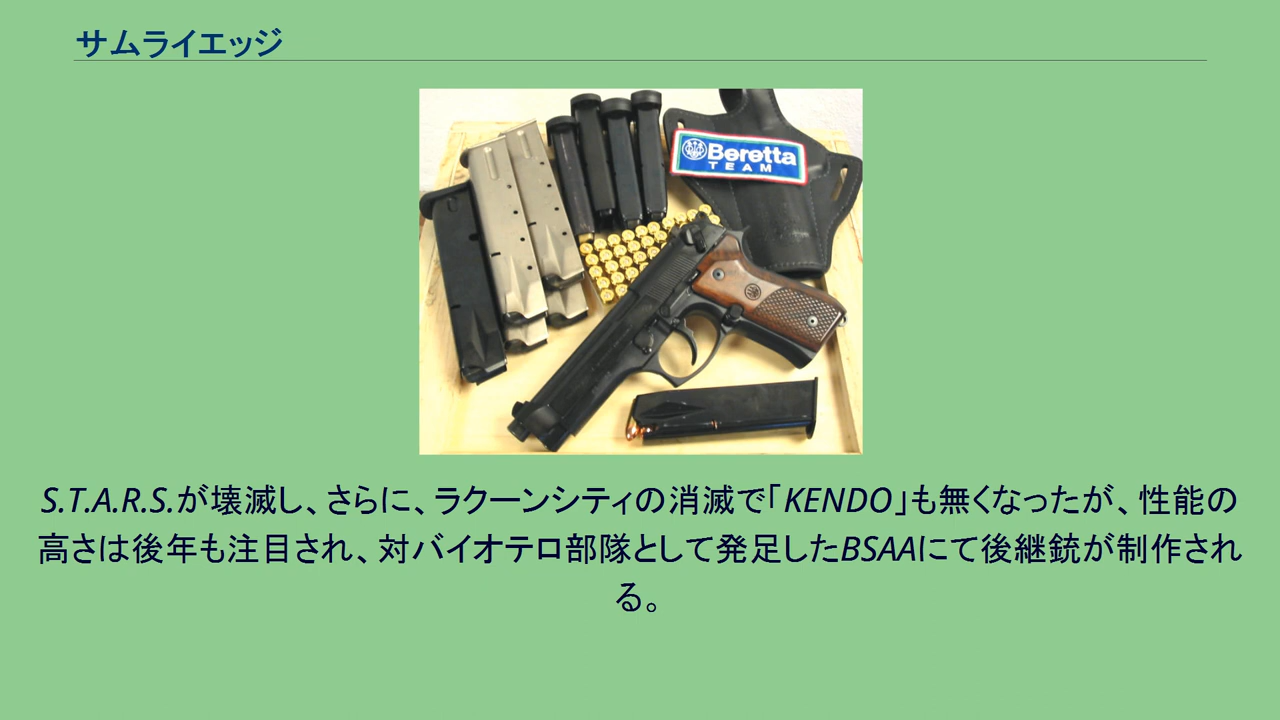 サムライエッジ
Beretta
TEAM
S.T.A.R.S.が壊滅し、さらに、ラクーンシティの消滅で「KENDO」も無くなったが、性能の
高さは後年も注目され、対バイオテロ部隊として発足したBSAAにて後継銃が制作され
る。